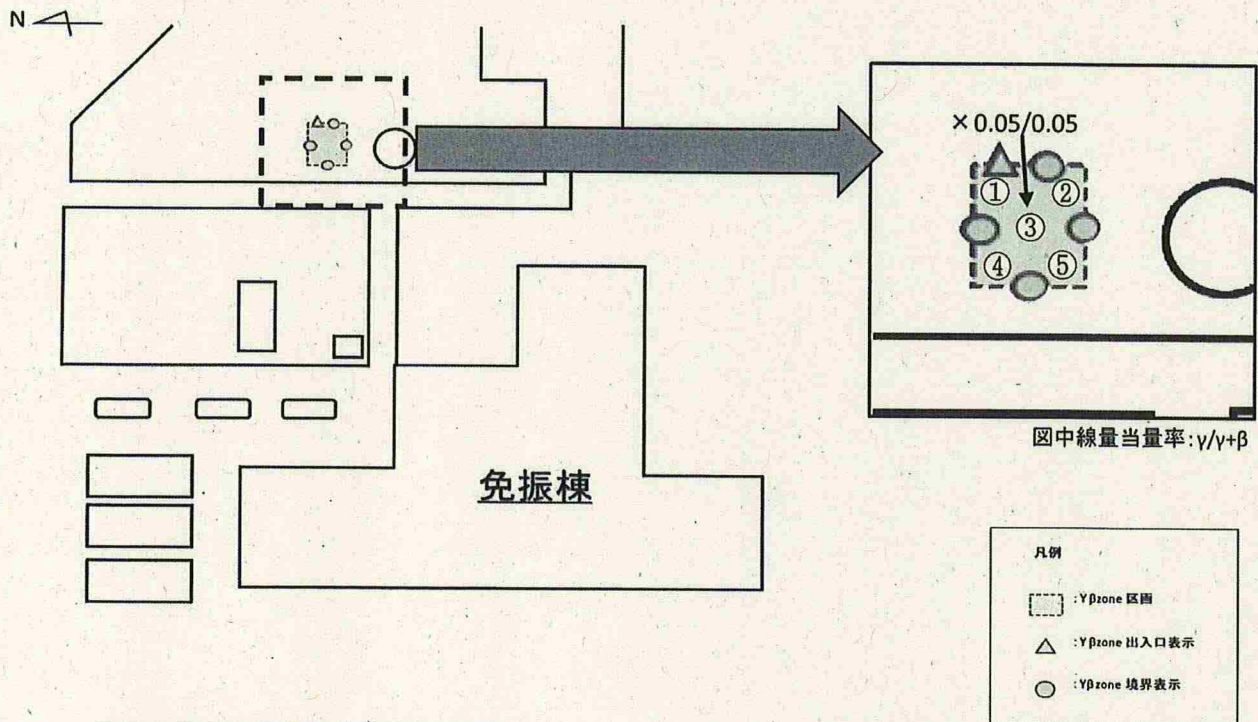 N
× 0.05/0.05
①
②
③
④
⑤
図中線量当量率:γ/γ+β
免振棟
凡例
:Yβzone 区画
:Yβzone 出入口表示
:Yβzone 境界表示